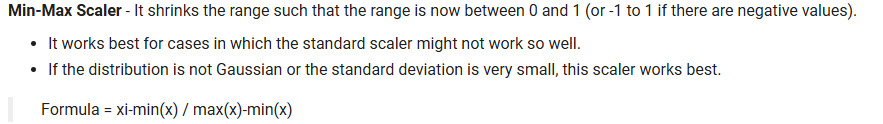 Min-Max Scaler - It shrinks the range such that the range is now between 0 and 1 (or -1 to 1 if there are negative values).
• It works best for cases in which the standard scaler might not work so well.
• If the distribution is not Gaussian or the standard deviation is very small, this scaler works best.
Formula = xi-min(x) / max(x)-min(x)